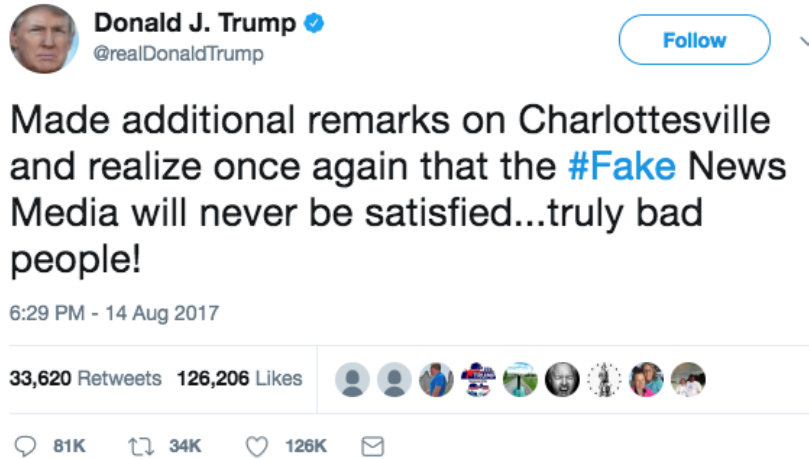 Donald J. Trump
@realDonaldTrump
Follow
Made additional remarks on Charlottesville
and realize once again that the #Fake News
Media will never be satisfied...truly bad
people!
6:29 PM - 14 Aug 2017
33,620 Retweets 126,206 Likes
81K 34K 126K